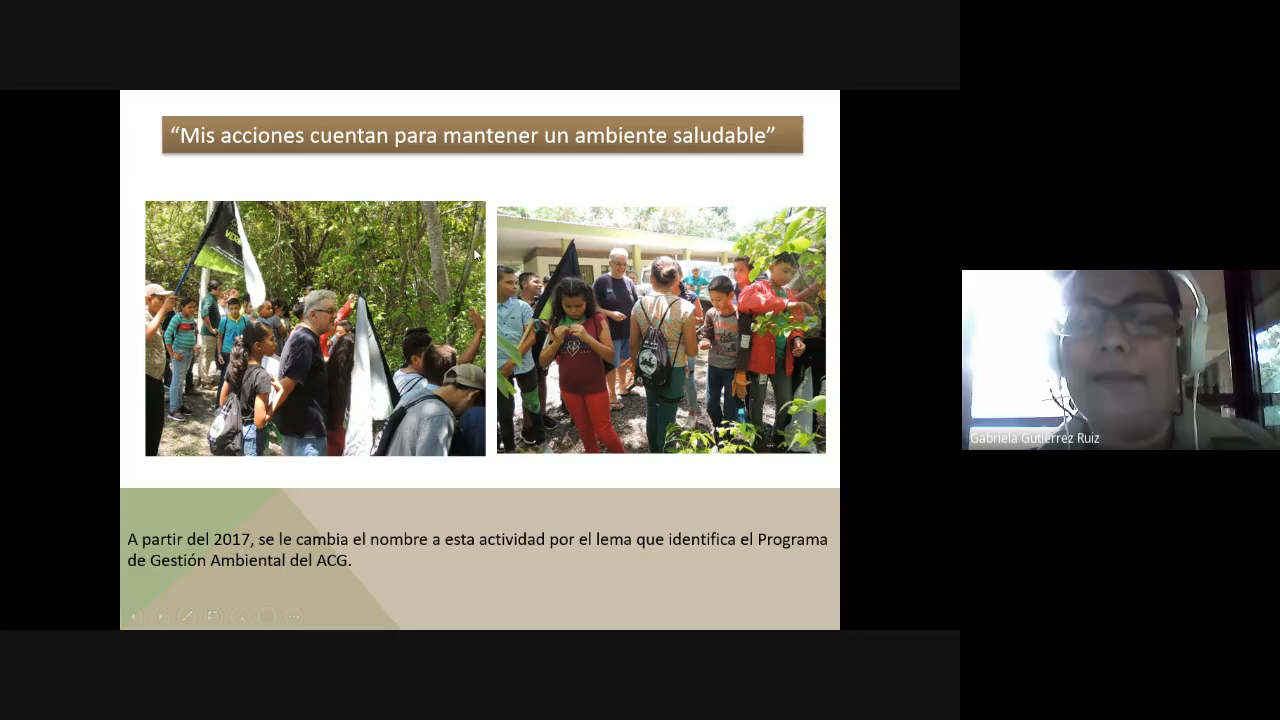 “Mis acciones cuentan para mantener un ambiente saludable”
A partir del 2017, se le cambia el nombre a esta actividad por el lema que identifica el Programa
de Gestión Ambiental del ACG.
Gabriela Gutiérrez Ruiz